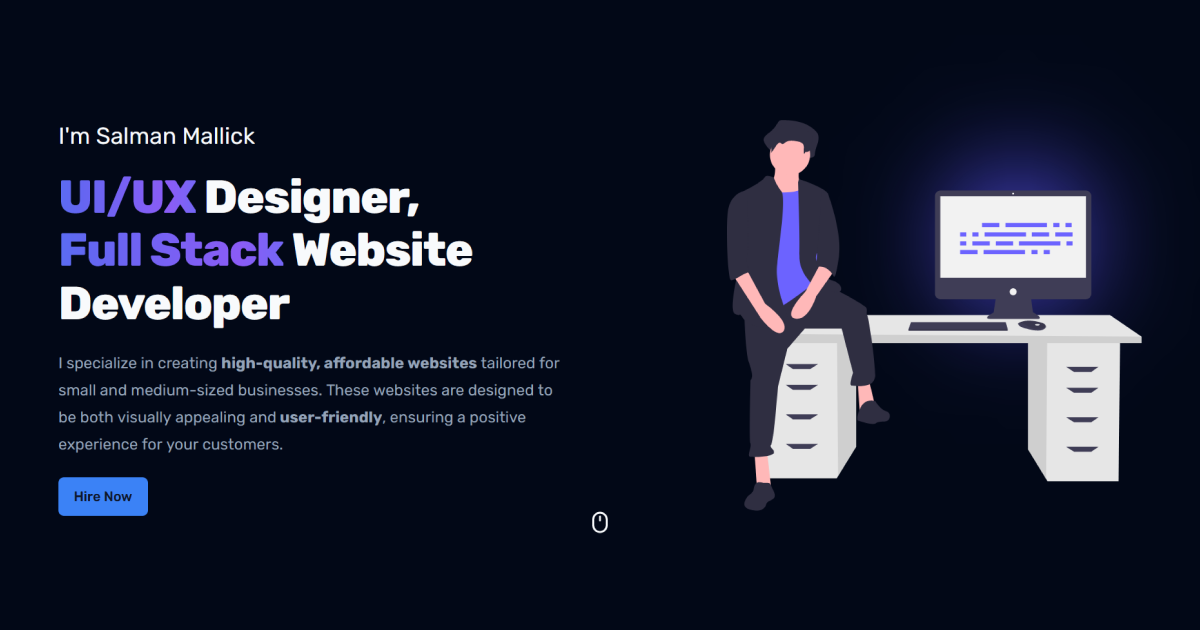 I'm Salman Mallick
UI/UX Designer,
Full Stack Website
Developer
I specialize in creating high-quality, affordable websites tailored for
small and medium-sized businesses. These websites are designed to
be both visually appealing and user-friendly, ensuring a positive
experience for your customers.
Hire Now